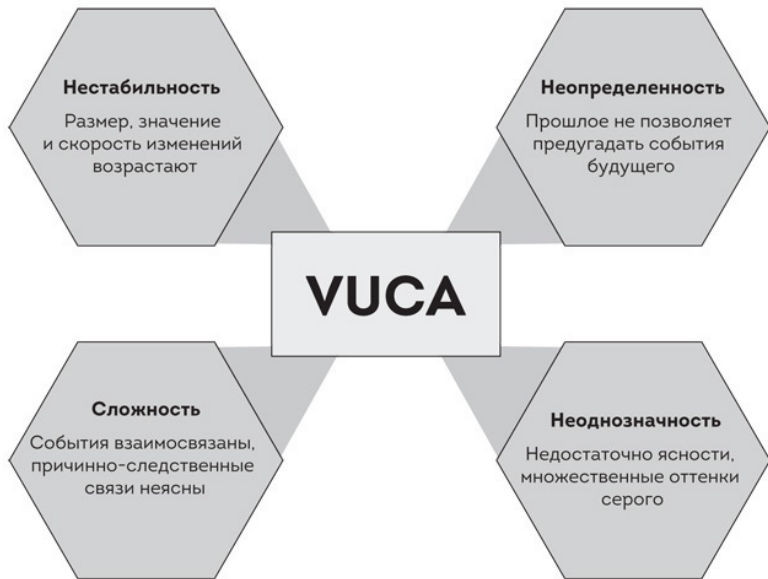 Нестабильность
Размер, значение
и скорость изменений
возрастают
Неопределенность
Прошлое не позволяет
предугадать события
будущего
VUCA
Сложность
События взаимосвязаны,
причинно-следственные
связи неясны
Неоднозначность
Недостаточно ясности,
множественные оттенки
серого